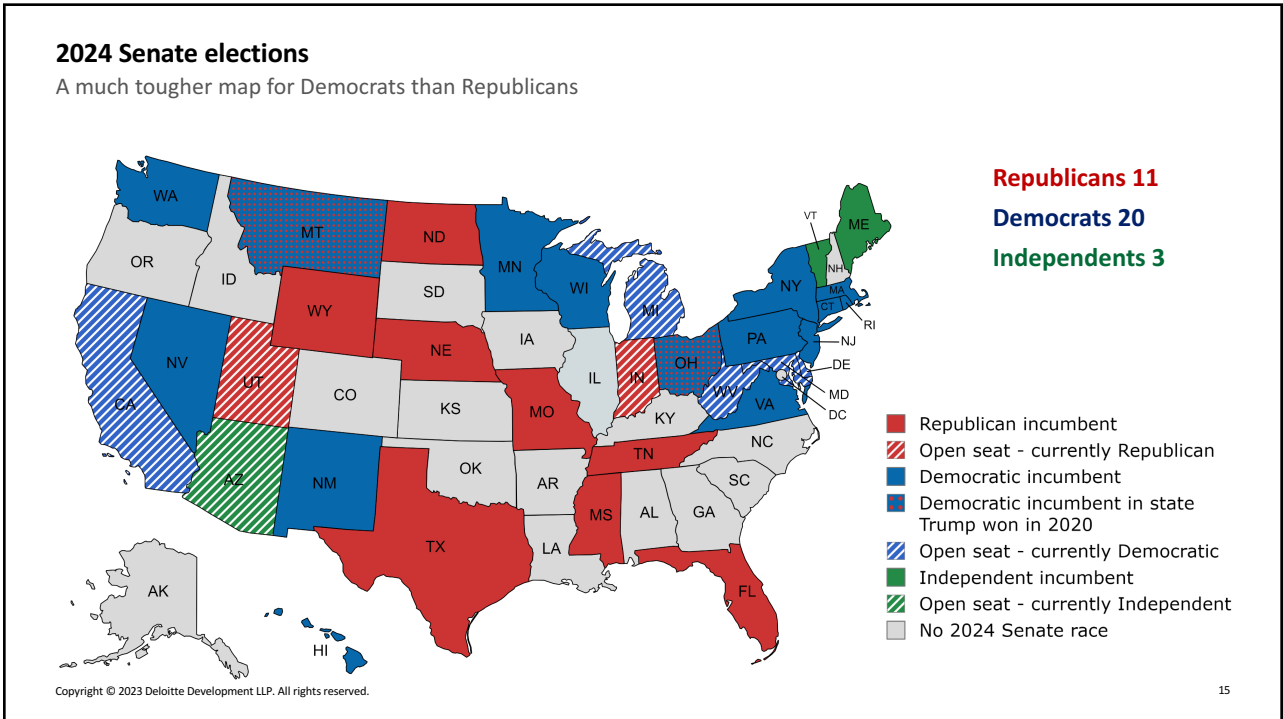 2024 Senate elections
A much tougher map for Democrats than Republicans
Republicans 11
Democrats 20
Independents 3
WA
MT
ND
MN
VT
ME
OR
ID
SD
WI
MI
NY
NH
MA
CT
RI
WY
IA
PA
NJ
NE
NV
UT
CO
IL
IN
OH
WV
DE
MD
DC
CA
KS
MO
KY
VA
TN
NC
AZ
NM
OK
AR
SC
MS
AL
GA
TX
LA
FL
AK
HI
Republican incumbent
Open seat - currently Republican
Democratic incumbent
Democratic incumbent in state
Trump won in 2020
Open seat - currently Democratic
Independent incumbent
Open seat - currently Independent
No 2024 Senate race
Copyright © 2023 Deloitte Development LLP. All rights reserved.
15